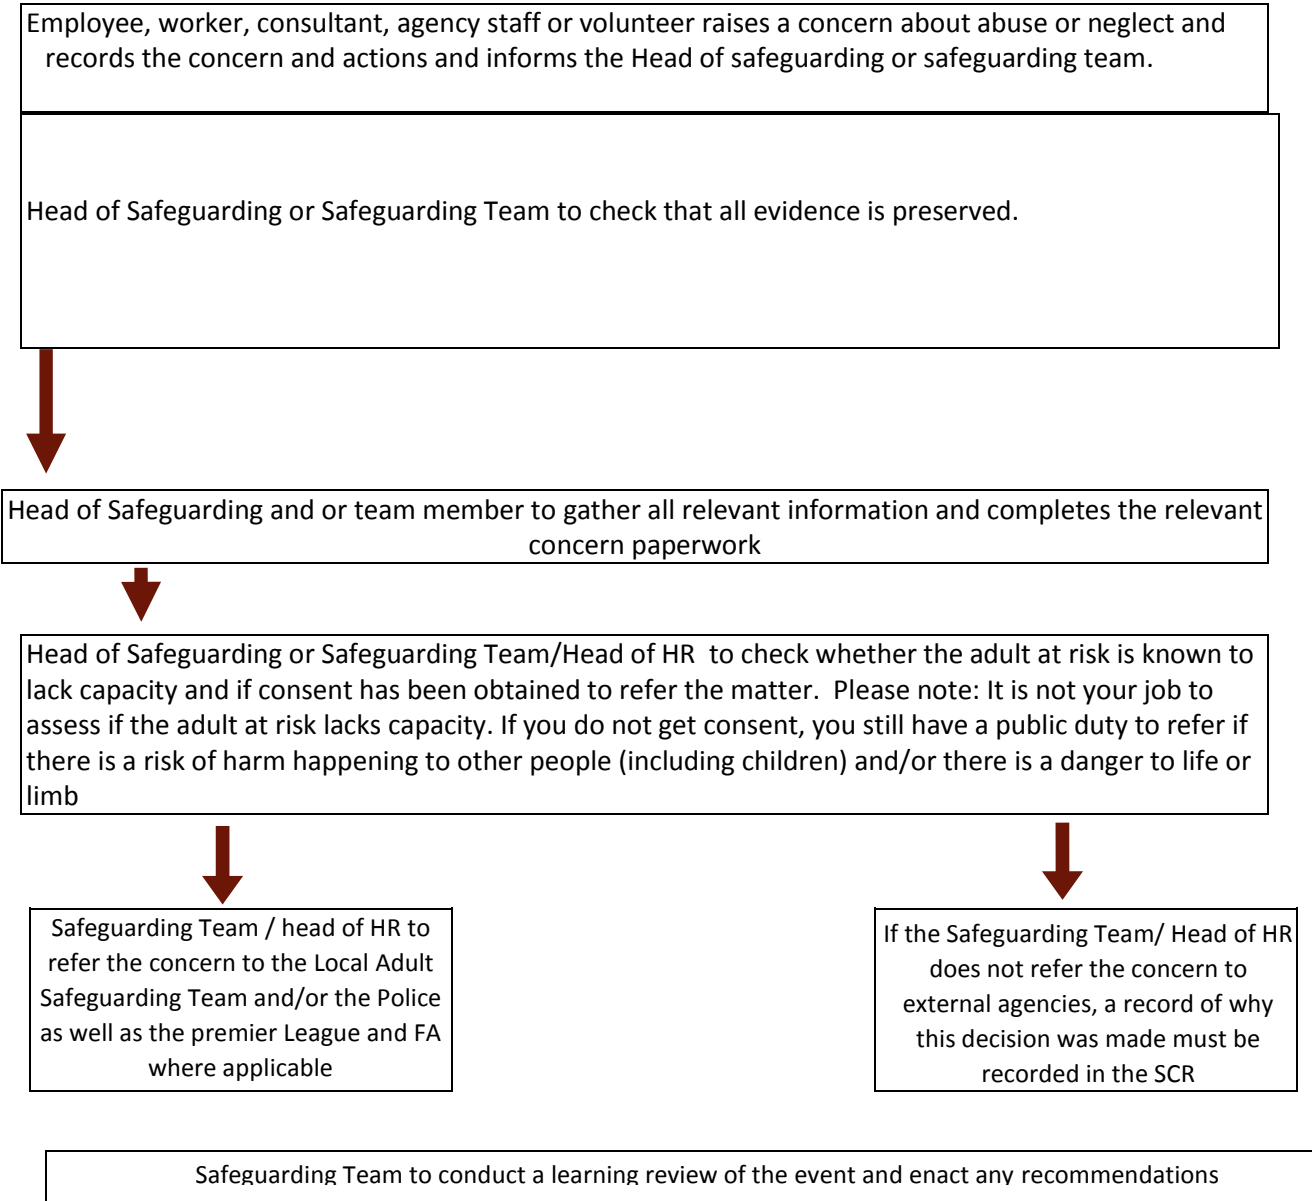 Employee, worker, consultant, agency staff or volunteer raises a concern about abuse or neglect and
records the concern and actions and informs the Head of safeguarding or safeguarding team.
Head of Safeguarding or Safeguarding Team to check that all evidence is preserved.
Head of Safeguarding and or team member to gather all relevant information and completes the relevant
concern paperwork
Head of Safeguarding or Safeguarding Team/Head of HR  to check whether the adult at risk is known to
lack capacity and if consent has been obtained to refer the matter.  Please note: It is not your job to
assess if the adult at risk lacks capacity. If you do not get consent, you still have a public duty to refer if
there is a risk of harm happening to other people (including children) and/or there is a danger to life or
limb
Safeguarding Team / head of HR to
refer the concern to the Local Adult
Safeguarding Team and/or the Police
as well as the premier League and FA
where applicable
If the Safeguarding Team/ Head of HR
does not refer the concern to
external agencies, a record of why
this decision was made must be
recorded in the SCR
Safeguarding Team to conduct a learning review of the event and enact any recommendations